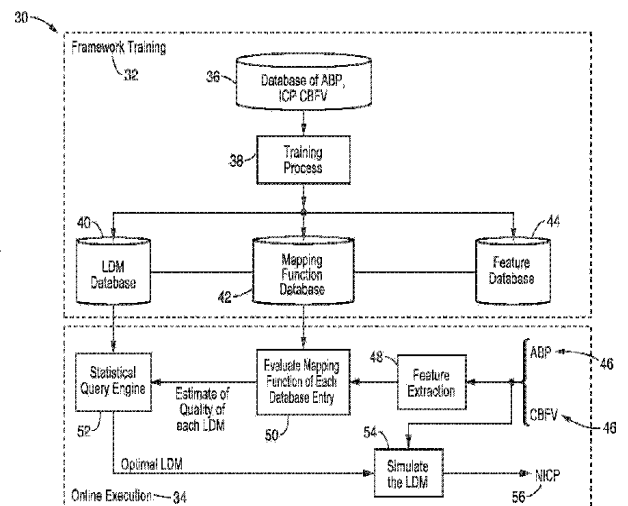 30
Framework Training
32
36
Database of ABP,
ICP CBFV
38
Training
Process
40
LDM
Database
42
Mapping
Function
Database
44
Feature
Database
Statistical
Query Engine
52
Estimate of
Quality of
each LDM
Evaluate Mapping
Function of Each
Database Entry
50
48
Feature
Extraction
ABP
46
CBFV
46
Optimal LDM
54
Simulate
the LDM
NICP
56
Online Execution
34